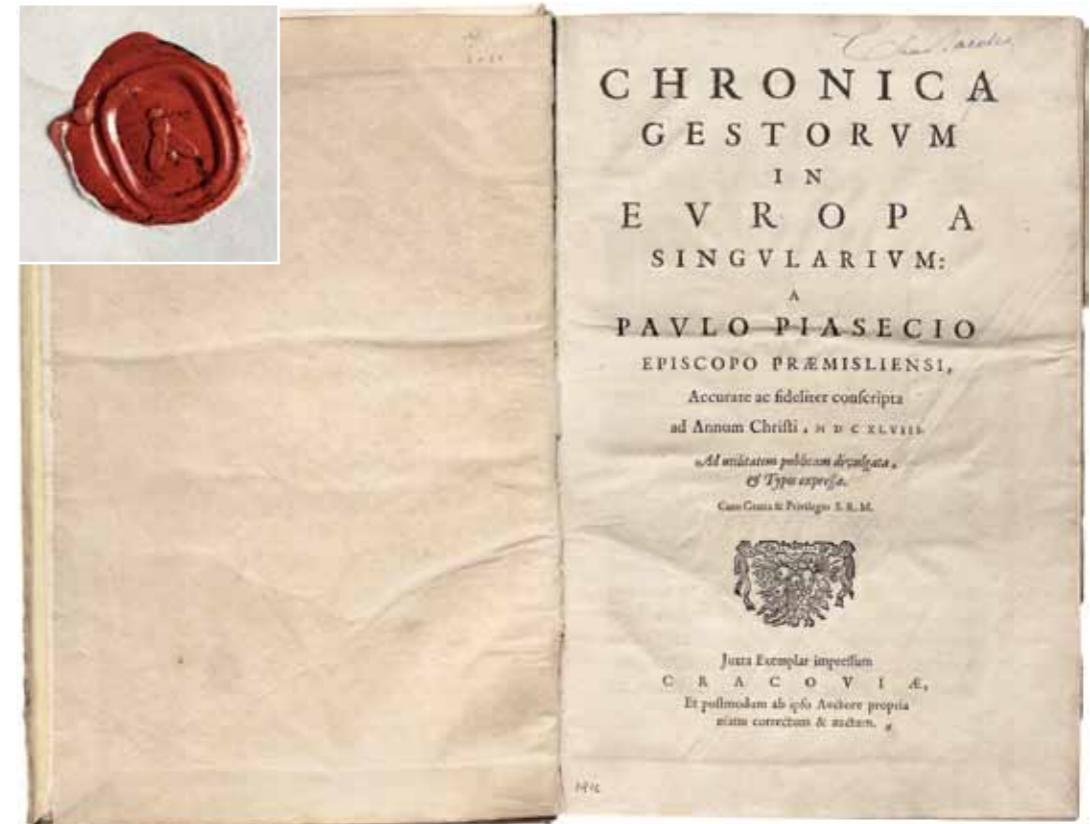 CHRONICA
GESTORVM
IN
EVROPA
SINGVLARIVM:
A
PAVLO PIASECIO
EPISCOPO PRÆMISLIENSI,
Accurate ac fideliter conſcripta
ad Annum Chriſti, MDCXLVIII.
Ad utilitatem publicam divulgata,
& Typis expreſſa.
Cum Gratia & Privilegio S. R. M.
Juxta Exemplar impreſſum
CRACOVIÆ,
Et poſtmodum ab ipſo Auctore propria
manu correctum & auctum.